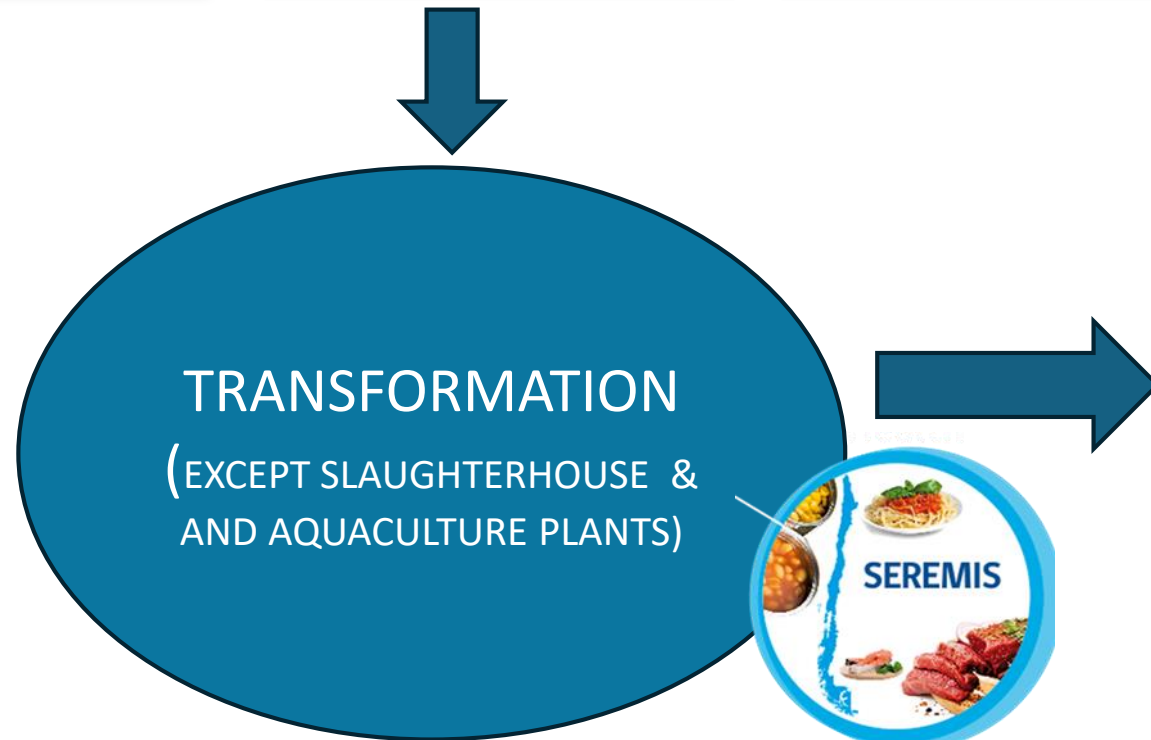 TRANSFORMATION
(EXCEPT SLAUGHTERHOUSE &
AND AQUACULTURE PLANTS)
SEREMIS